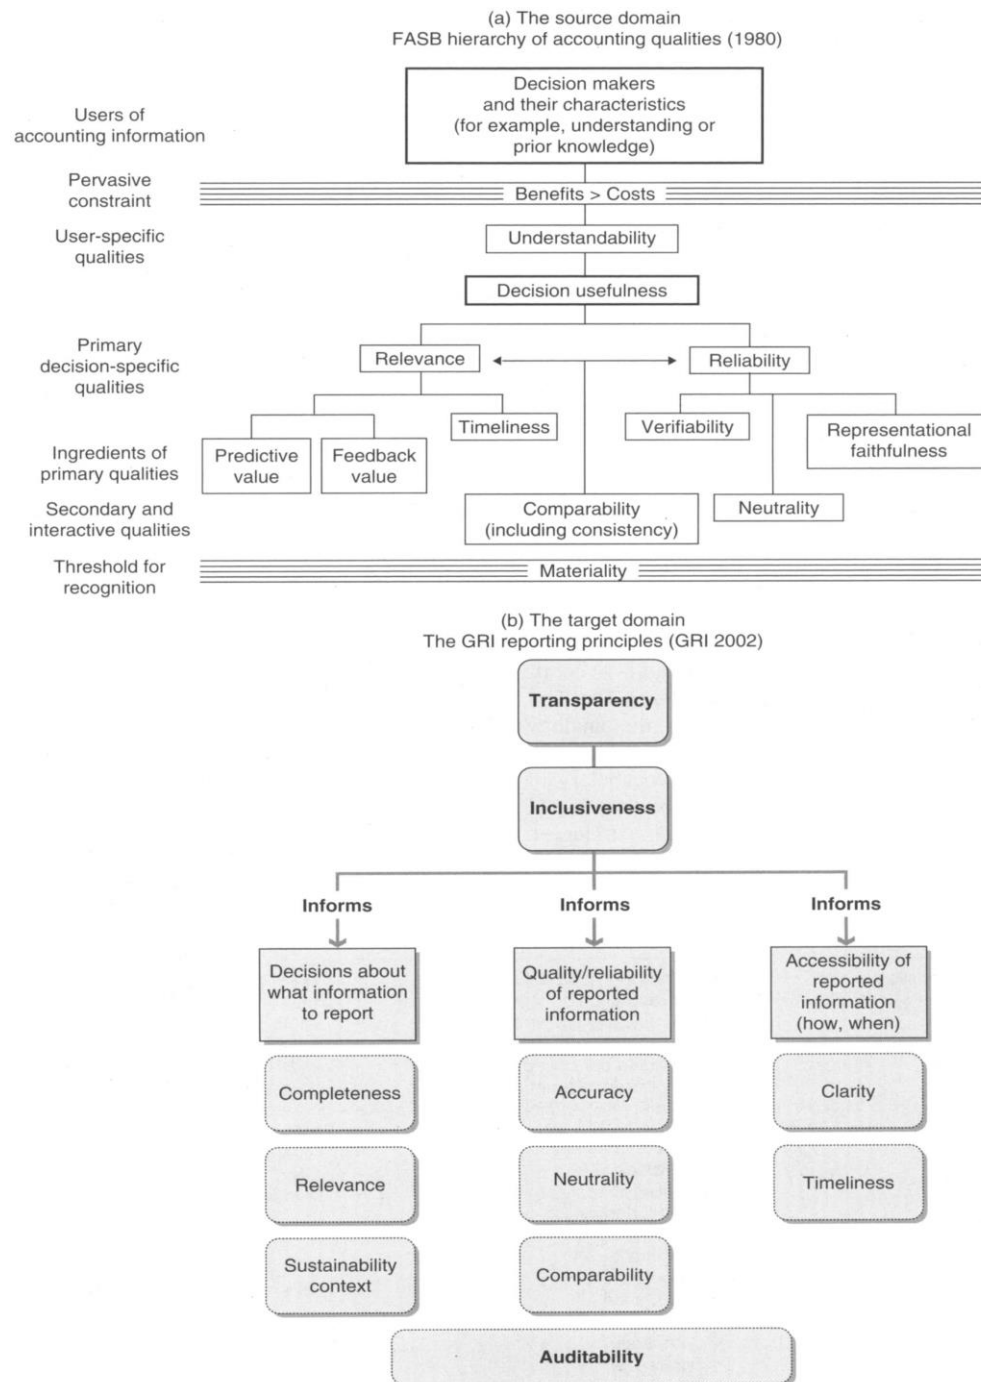 (a) The source domain
FASB hierarchy of accounting qualities (1980)
Users of
accounting information
Decision makers
and their characteristics
(for example, understanding or
prior knowledge)
Pervasive
constraint
Benefits > Costs
User-specific
qualities
Understandability
Decision usefulness
Primary
decision-specific
qualities
Relevance
Reliability
Ingredients of
primary qualities
Predictive
value
Feedback
value
Timeliness
Verifiability
Representational
faithfulness
Secondary and
interactive qualities
Comparability
(including consistency)
Neutrality
Threshold for
recognition
Materiality
(b) The target domain
The GRI reporting principles (GRI 2002)
Transparency
Inclusiveness
Informs
Informs
Informs
Decisions about
what information
to report
Quality/reliability
of reported
information
Accessibility of
reported
information
(how, when)
Completeness
Accuracy
Clarity
Relevance
Neutrality
Timeliness
Sustainability
context
Comparability
Auditability